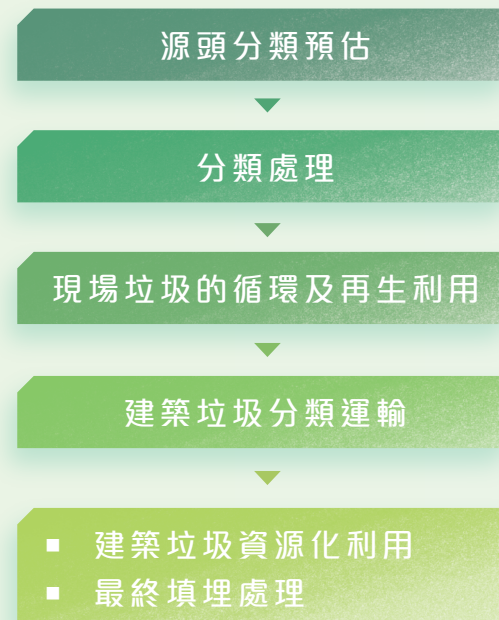 源頭分類預估
分類處理
現場垃圾的循環及再生利用
建築垃圾分類運輸
▪ 建築垃圾資源化利用
▪ 最終填埋處理